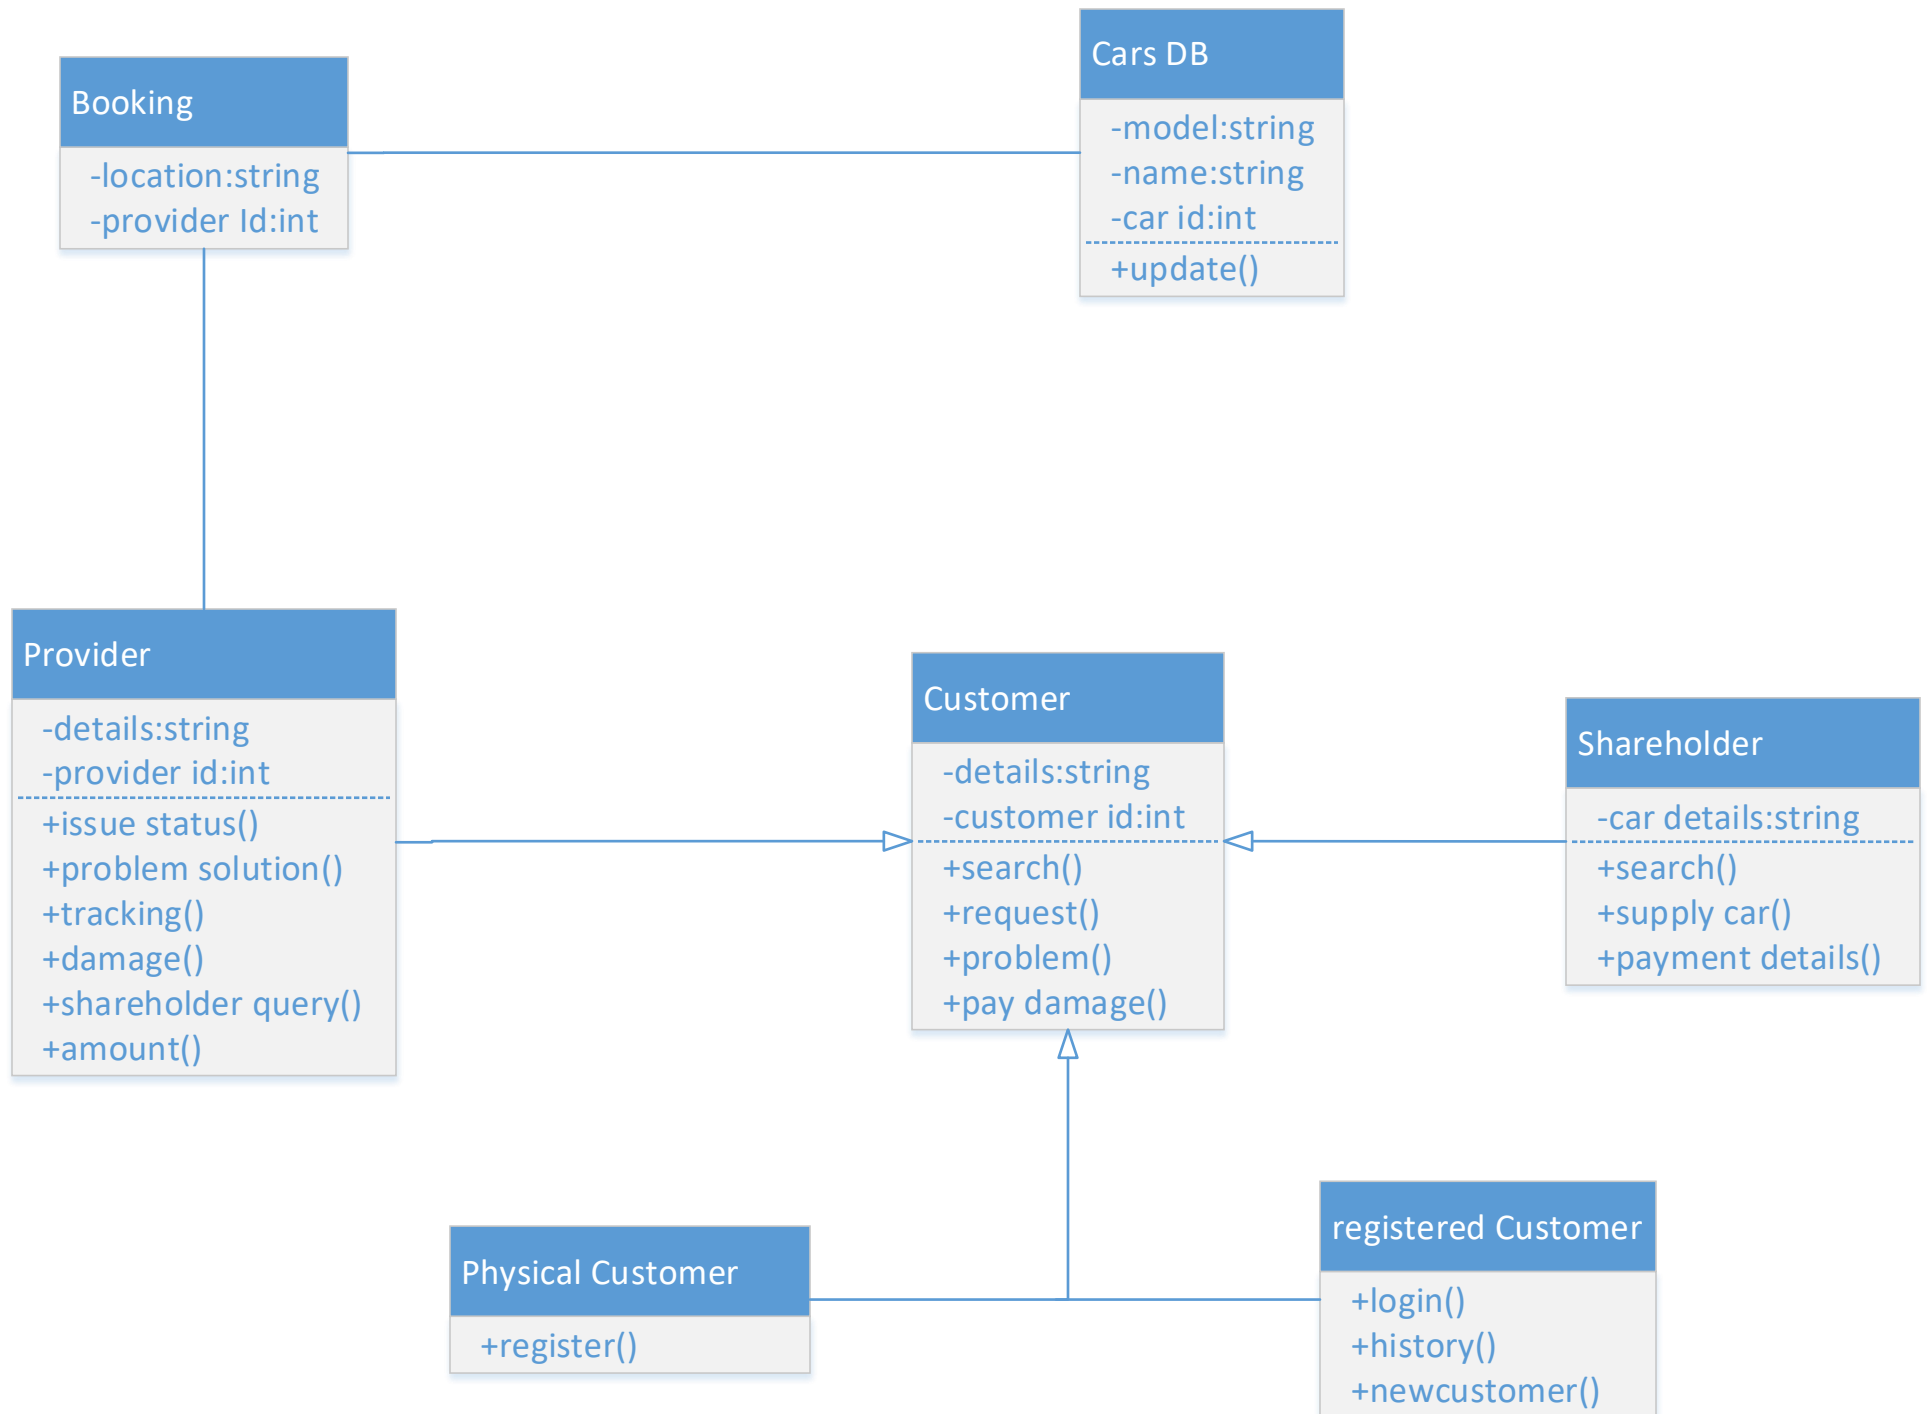 Booking
-location:string
-provider Id:int
Cars DB
-model:string
-name:string
-car id:int
+update()
Provider
-details:string
-provider id:int
+issue status()
+problem solution()
+tracking()
+damage()
+shareholder query()
+amount()
Customer
-details:string
-customer id:int
+search()
+request()
+problem()
+pay damage()
Shareholder
-car details:string
+search()
+supply car()
+payment details()
Physical Customer
+register()
registered Customer
+login()
+history()
+newcustomer()